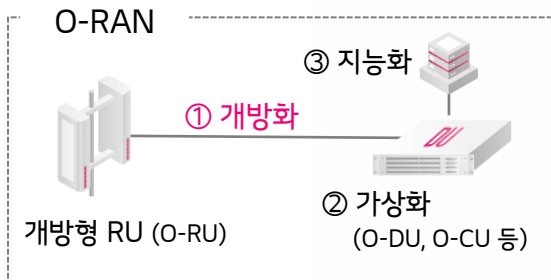 O-RAN
③ 지능화
① 개방화
DU
② 가상화
개방형 RU (O-RU)
(O-DU, O-CU 등)